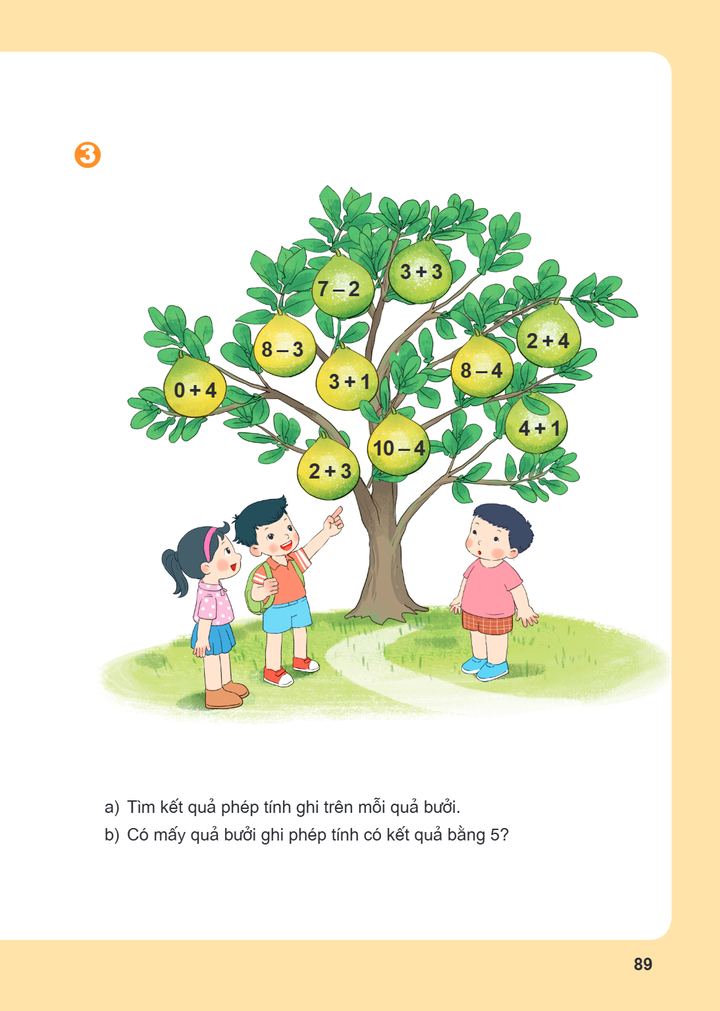 3
3 + 3
7 – 2
2 + 4
8 – 3
8 – 4
3 + 1
0 + 4
4 + 1
10 – 4
2 + 3
a) Tìm kết quả phép tính ghi trên mỗi quả bưởi.
b) Có mấy quả bưởi ghi phép tính có kết quả bằng 5?
89